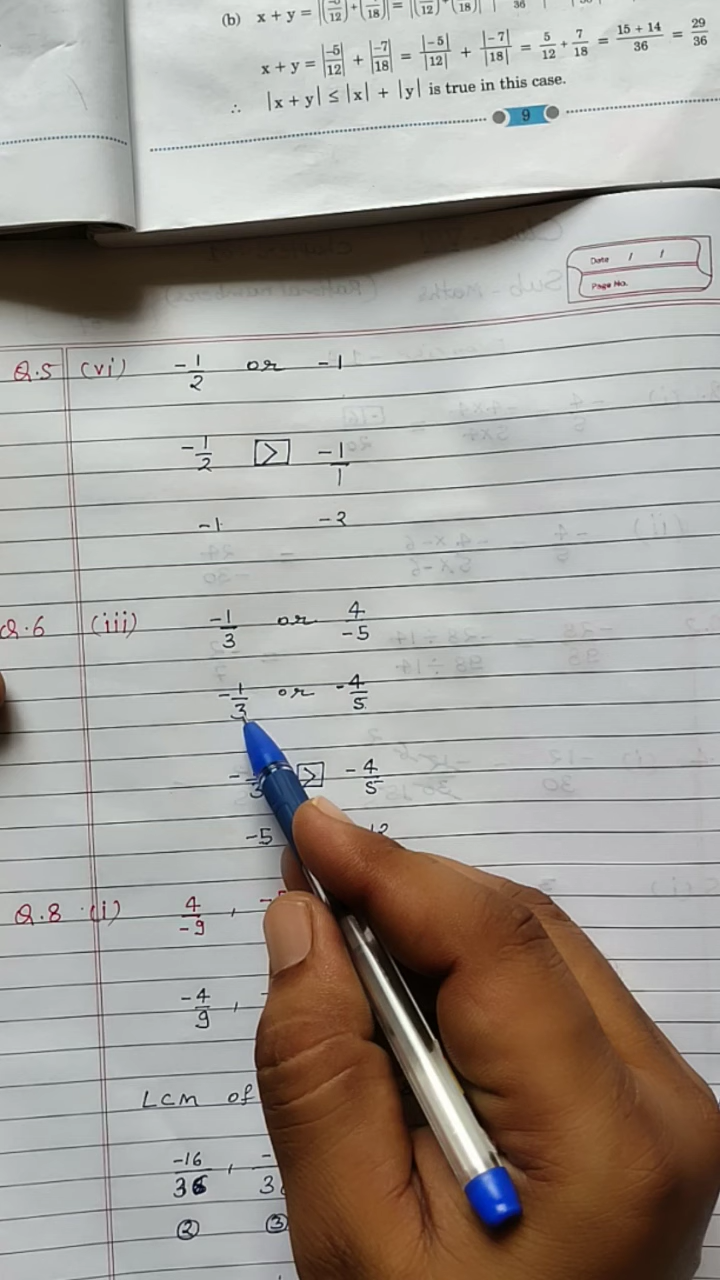 (b) x + y =
x + y = |-5/12| + |-7/18| = |-5|/|12| + |-7|/|18| = 5/12 + 7/18 = 15 + 14/36 = 29/36
∴ |x + y| ≤ |x| + |y| is true in this case.
9
Date / /
Page No.
Q.5 (vi) -1/2 or -1
-1/2 > -1/1
-1 -2
Q.6 (iii) -1/3 or 4/-5
-1/3 or -4/5
> -4/5
-5
Q.8 (i) 4/-9 ,
-4/9 ,
LCM of
-16/36 ,
② ③